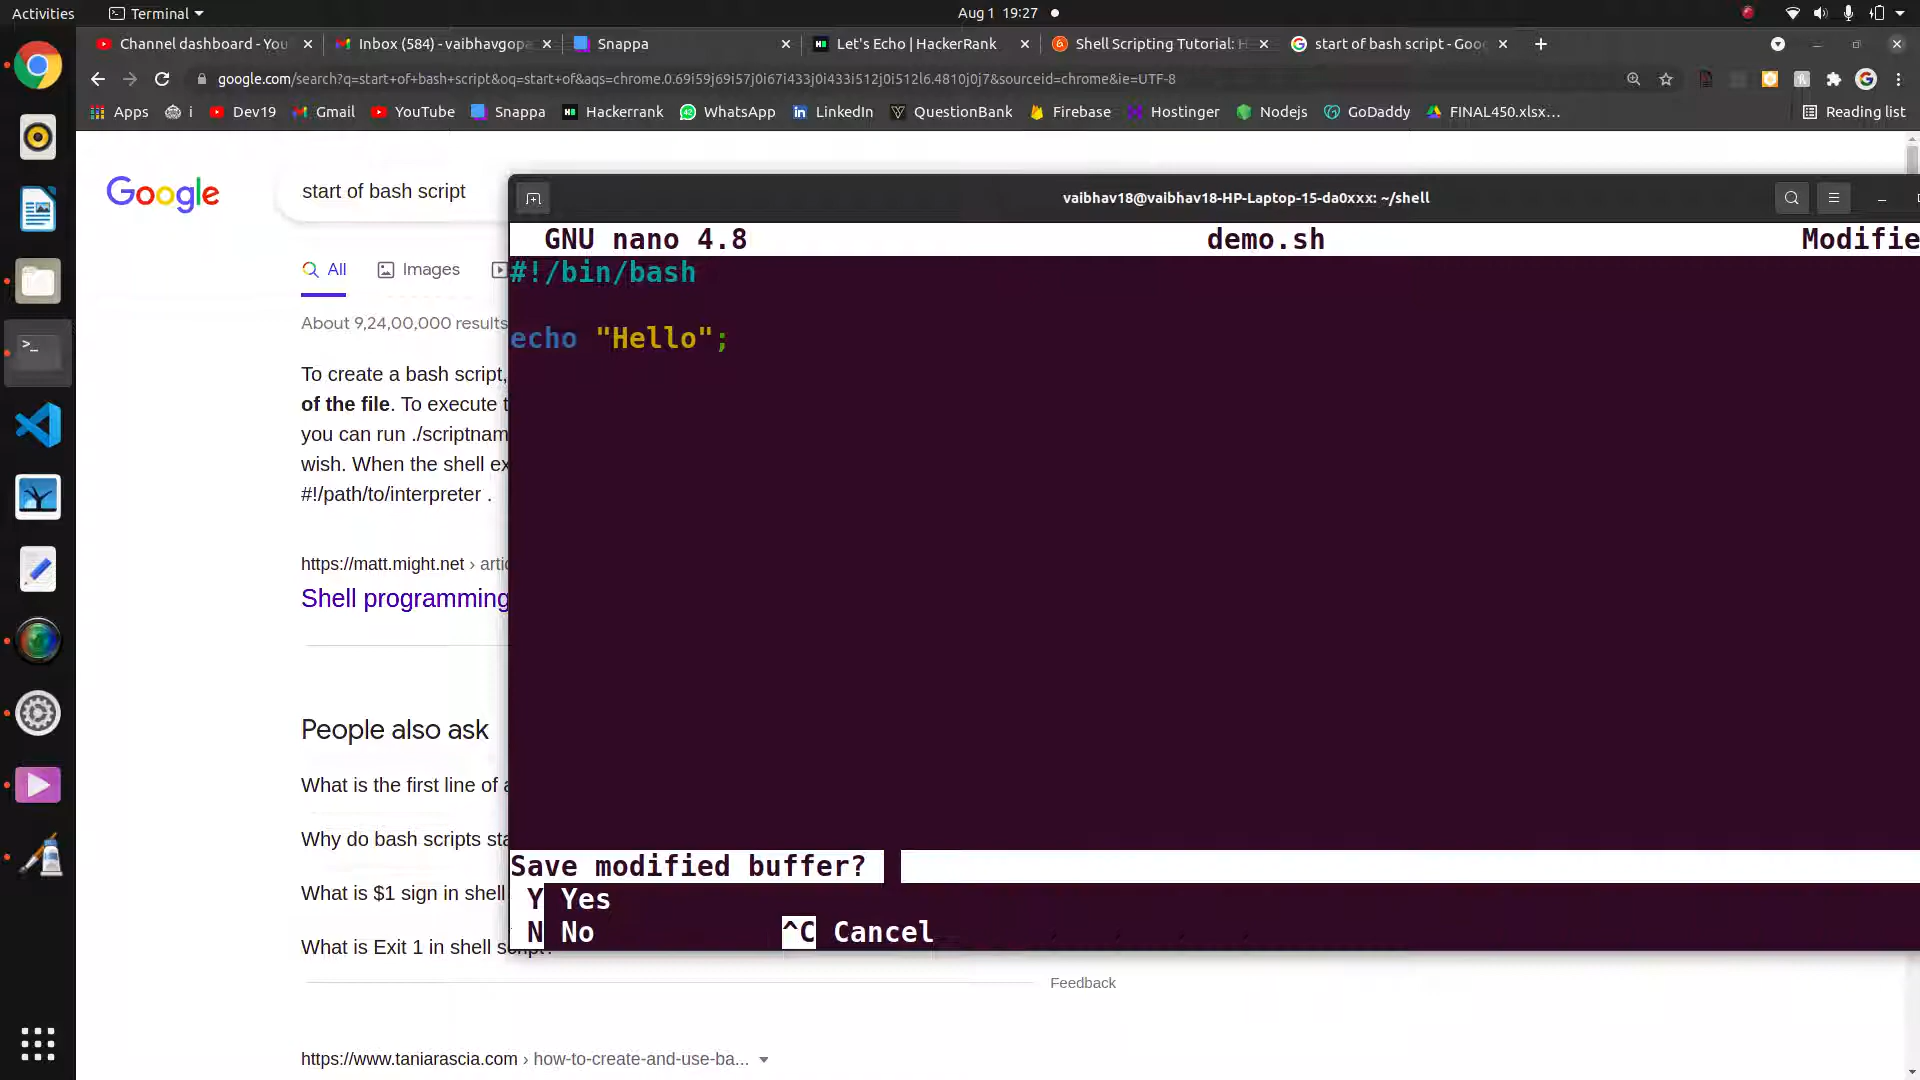 Activities
Terminal
Aug 1 19:27
Channel dashboard - You
Inbox (584) - vaibhavgopa
Snappa
Let's Echo | HackerRank
Shell Scripting Tutorial: H
start of bash script - Goog
google.com/search?q=start+of+bash+script&oq=start+of&aqs=chrome.0.69i59j69i57j0i67i433j0i433i512j0i512l6.4810j0j7&sourceid=chrome&ie=UTF-8
Apps
i
Dev19
Gmail
YouTube
Snappa
Hackerrank
WhatsApp
LinkedIn
QuestionBank
Firebase
Hostinger
Nodejs
GoDaddy
FINAL450.xlsx...
Reading list
Google
start of bash script
All
Images
About 9,24,00,000 results
To create a bash script,
of the file. To execute t
you can run ./scriptnam
wish. When the shell ex
#!/path/to/interpreter .
https://matt.might.net › artic
Shell programming
People also ask
What is the first line of a
Why do bash scripts sta
What is $1 sign in shell
What is Exit 1 in shell script?
Feedback
https://www.taniarascia.com › how-to-create-and-use-ba...
vaibhav18@vaibhav18-HP-Laptop-15-da0xxx: ~/shell
GNU nano 4.8
demo.sh
Modifie
#!/bin/bash
echo "Hello";
Save modified buffer?
Y Yes
N No
^C Cancel